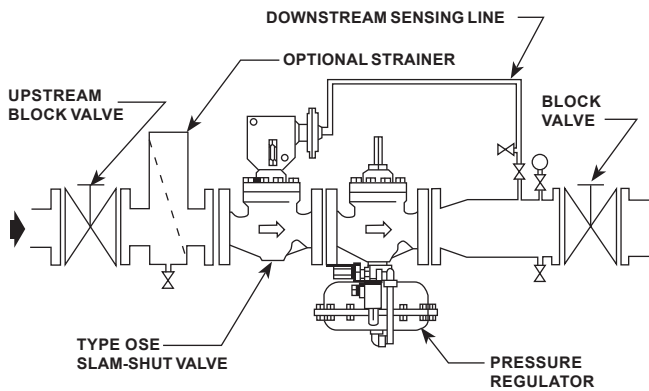 DOWNSTREAM SENSING LINE
OPTIONAL STRAINER
UPSTREAM
BLOCK VALVE
BLOCK
VALVE
TYPE OSE
SLAM-SHUT VALVE
PRESSURE
REGULATOR